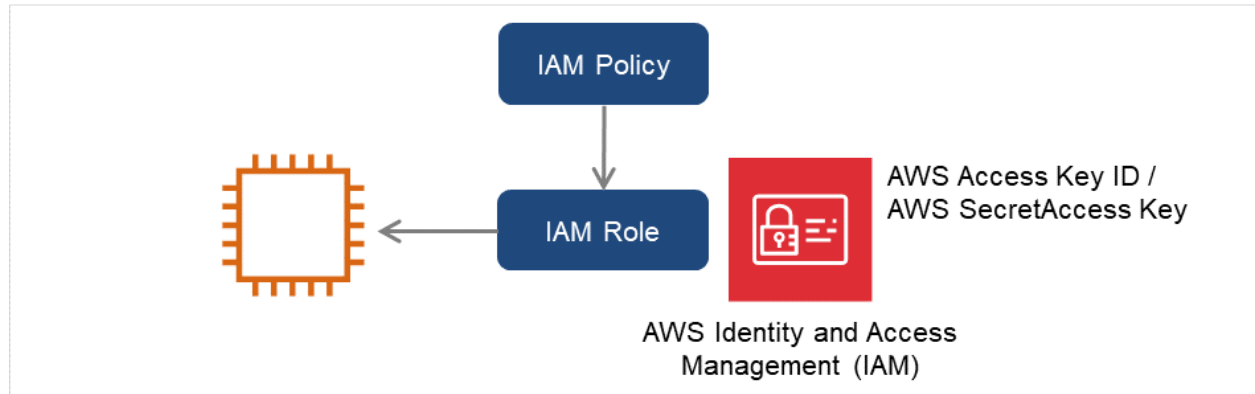 IAM Policy
IAM Role
AWS Access Key ID /
AWS SecretAccess Key
AWS Identity and Access
Management (IAM)